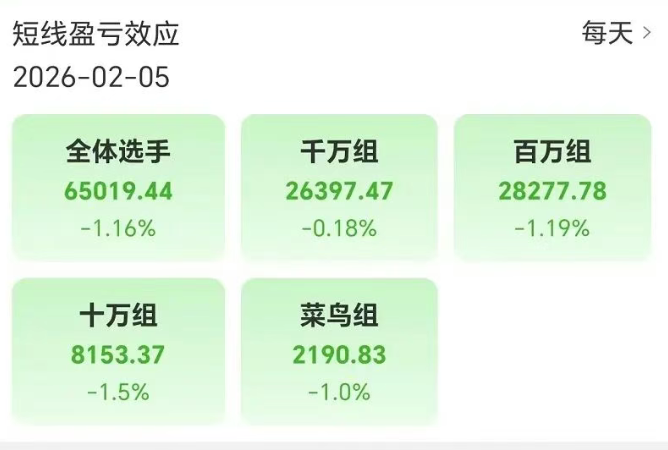 短线盈亏效应
每天 >
2026-02-05
全体选手
65019.44
-1.16%
千万组
26397.47
-0.18%
百万组
28277.78
-1.19%
十万组
8153.37
-1.5%
菜鸟组
2190.83
-1.0%